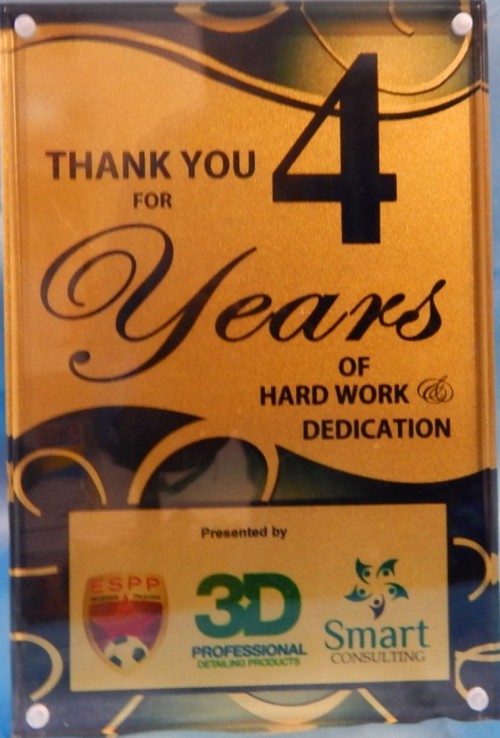 THANK YOU
FOR
4
Years
OF
HARD WORK &
DEDICATION
Presented by
ESPP
3D
PROFESSIONAL
DETAILING PRODUCTS
Smart
CONSULTING